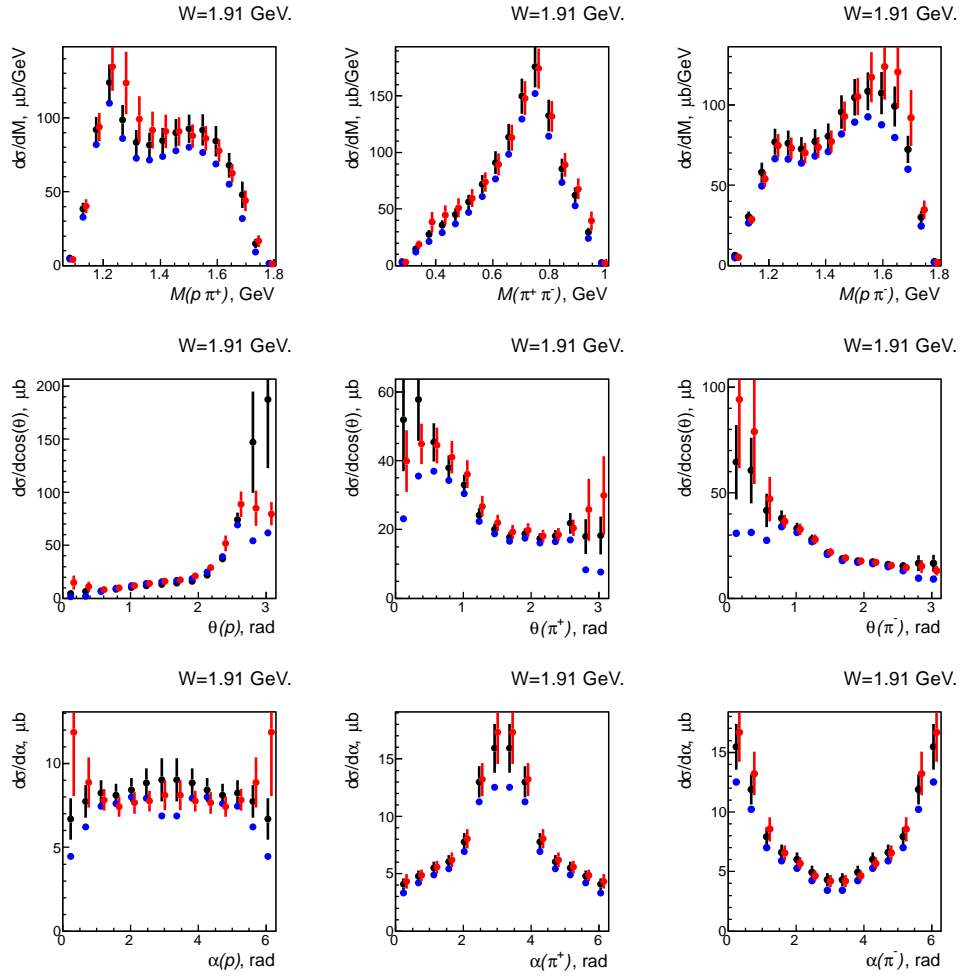 W=1.91 GeV.
W=1.91 GeV.
W=1.91 GeV.
dσ/dM, μb/GeV
100
50
0
1.2
1.4
1.6
1.8
M(p π⁺), GeV
dσ/dM, μb/GeV
150
100
50
0
0.4
0.6
0.8
1
M(π⁺ π⁻), GeV
dσ/dM, μb/GeV
100
50
0
1.2
1.4
1.6
1.8
M(p π⁻), GeV
W=1.91 GeV.
W=1.91 GeV.
W=1.91 GeV.
dσ/dcos(θ), μb
200
150
100
50
0
0
1
2
3
θ(p), rad
dσ/dcos(θ), μb
60
40
20
0
0
1
2
3
θ(π⁺), rad
dσ/dcos(θ), μb
100
50
0
0
1
2
3
θ(π⁻), rad
W=1.91 GeV.
W=1.91 GeV.
W=1.91 GeV.
dσ/dα, μb
10
5
0
0
2
4
6
α(p), rad
dσ/dα, μb
15
10
5
0
0
2
4
6
α(π⁺), rad
dσ/dα, μb
15
10
5
0
0
2
4
6
α(π⁻), rad